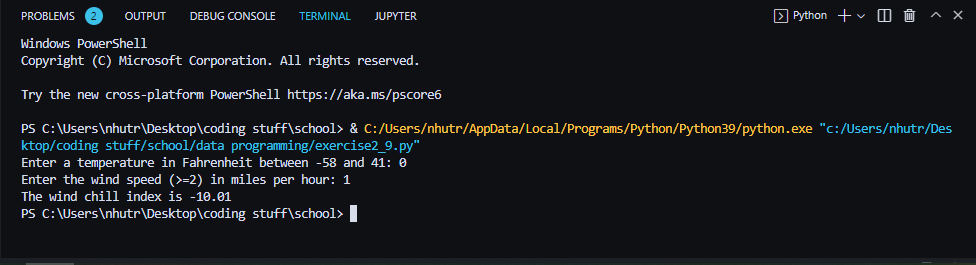 PROBLEMS 2 OUTPUT DEBUG CONSOLE TERMINAL JUPYTER Python
Windows PowerShell
Copyright (C) Microsoft Corporation. All rights reserved.
Try the new cross-platform PowerShell https://aka.ms/pscore6
PS C:\Users\nhutr\Desktop\coding stuff\school> & C:/Users/nhutr/AppData/Local/Programs/Python/Python39/python.exe "c:/Users/nhutr/Des
ktop/coding stuff/school/data programming/exercise2_9.py"
Enter a temperature in Fahrenheit between -58 and 41: 0
Enter the wind speed (>=2) in miles per hour: 1
The wind chill index is -10.01
PS C:\Users\nhutr\Desktop\coding stuff\school>